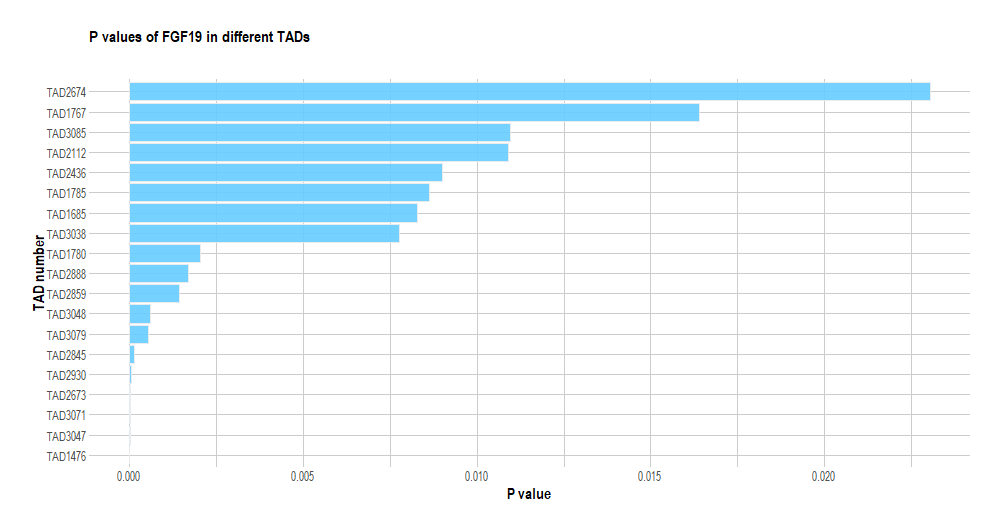 P values of FGF19 in different TADs
TAD number
TAD2674
TAD1767
TAD3085
TAD2112
TAD2436
TAD1785
TAD1685
TAD3038
TAD1780
TAD2888
TAD2859
TAD3048
TAD3079
TAD2845
TAD2930
TAD2673
TAD3071
TAD3047
TAD1476
0.000 0.005 0.010 0.015 0.020
P value